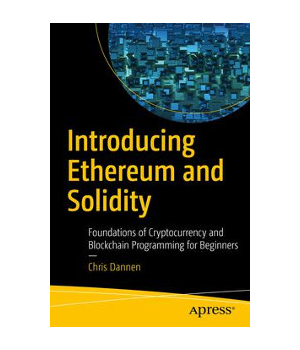 Introducing
Ethereum and
Solidity
Foundations of Cryptocurrency and
Blockchain Programming for Beginners
—
Chris Dannen
Apress®